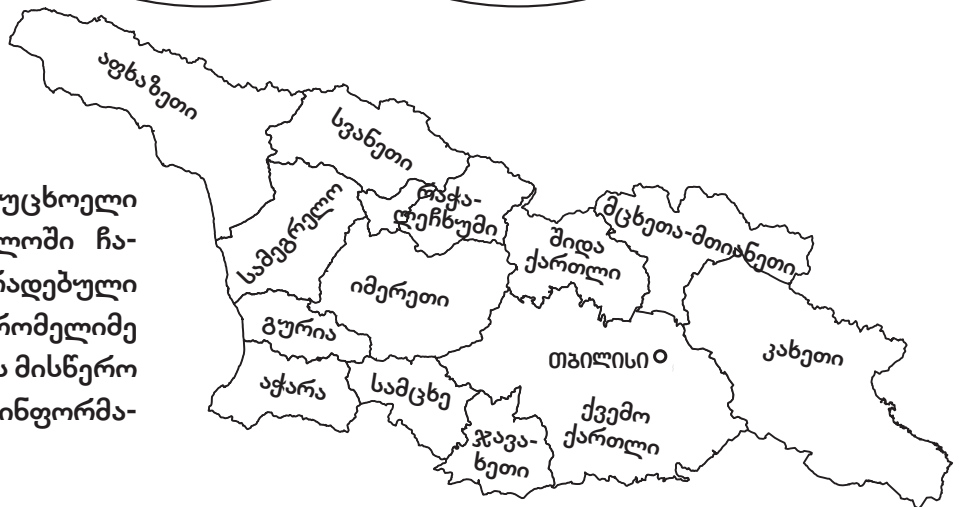 აფხაზეთი
სვანეთი
სამეგრელო
რაჭა-
ლეჩხუმი
მცხეთა-მთიანეთი
შიდა
ქართლი
იმერეთი
გურია
თბილისი
კახეთი
აჭარა
სამცხე
ქვემო
ქართლი
ჯავა-
ხეთი
უცხოელი
ლოში ჩა-
რადებული
რომელიმე
ს მისწერო
ინფორმა-